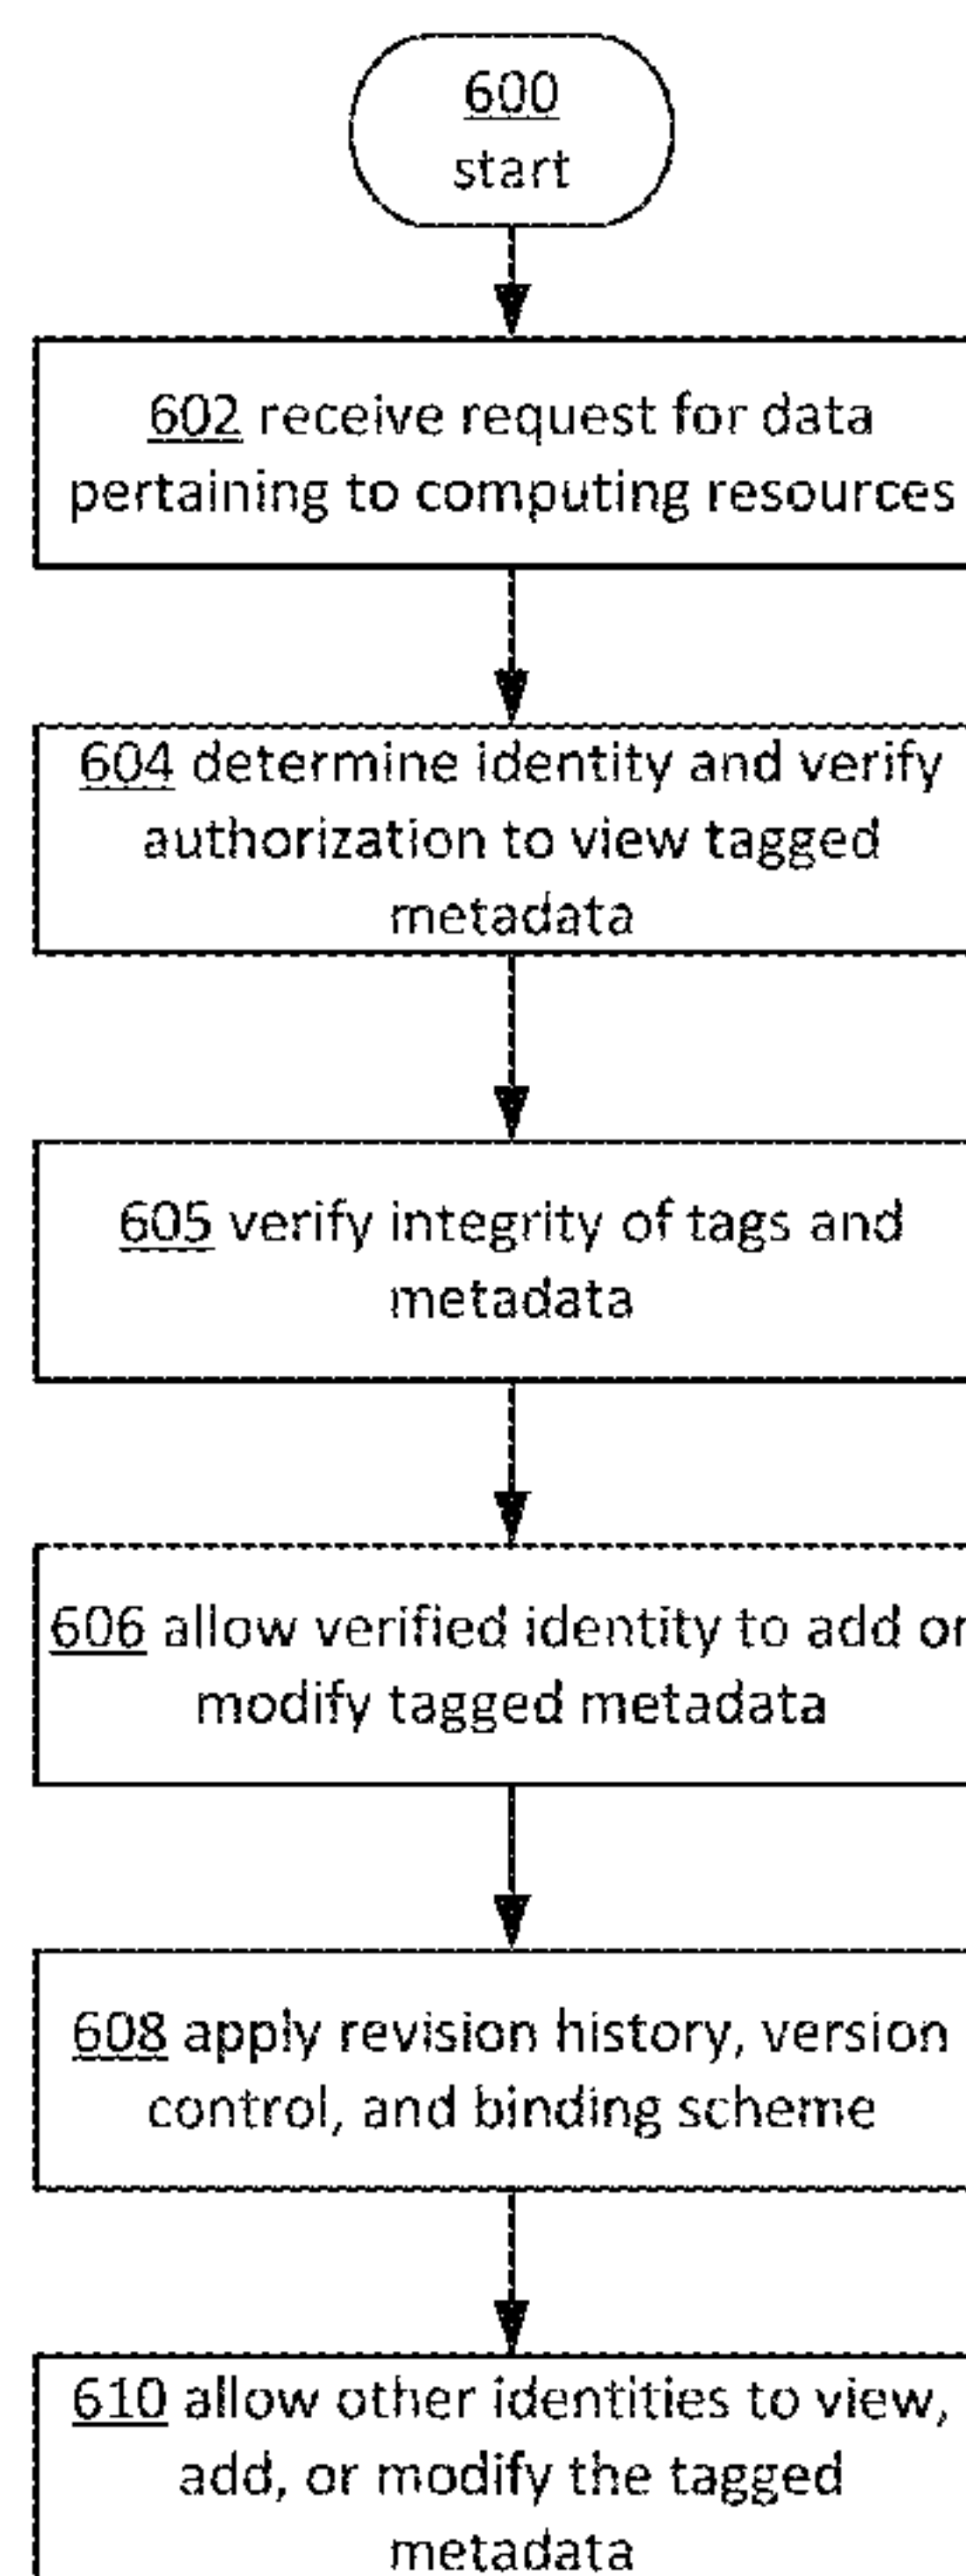 600
start
602 receive request for data
pertaining to computing resources
604 determine identity and verify
authorization to view tagged
metadata
605 verify integrity of tags and
metadata
606 allow verified identity to add or
modify tagged metadata
608 apply revision history, version
control, and binding scheme
610 allow other identities to view,
add, or modify the tagged
metadata